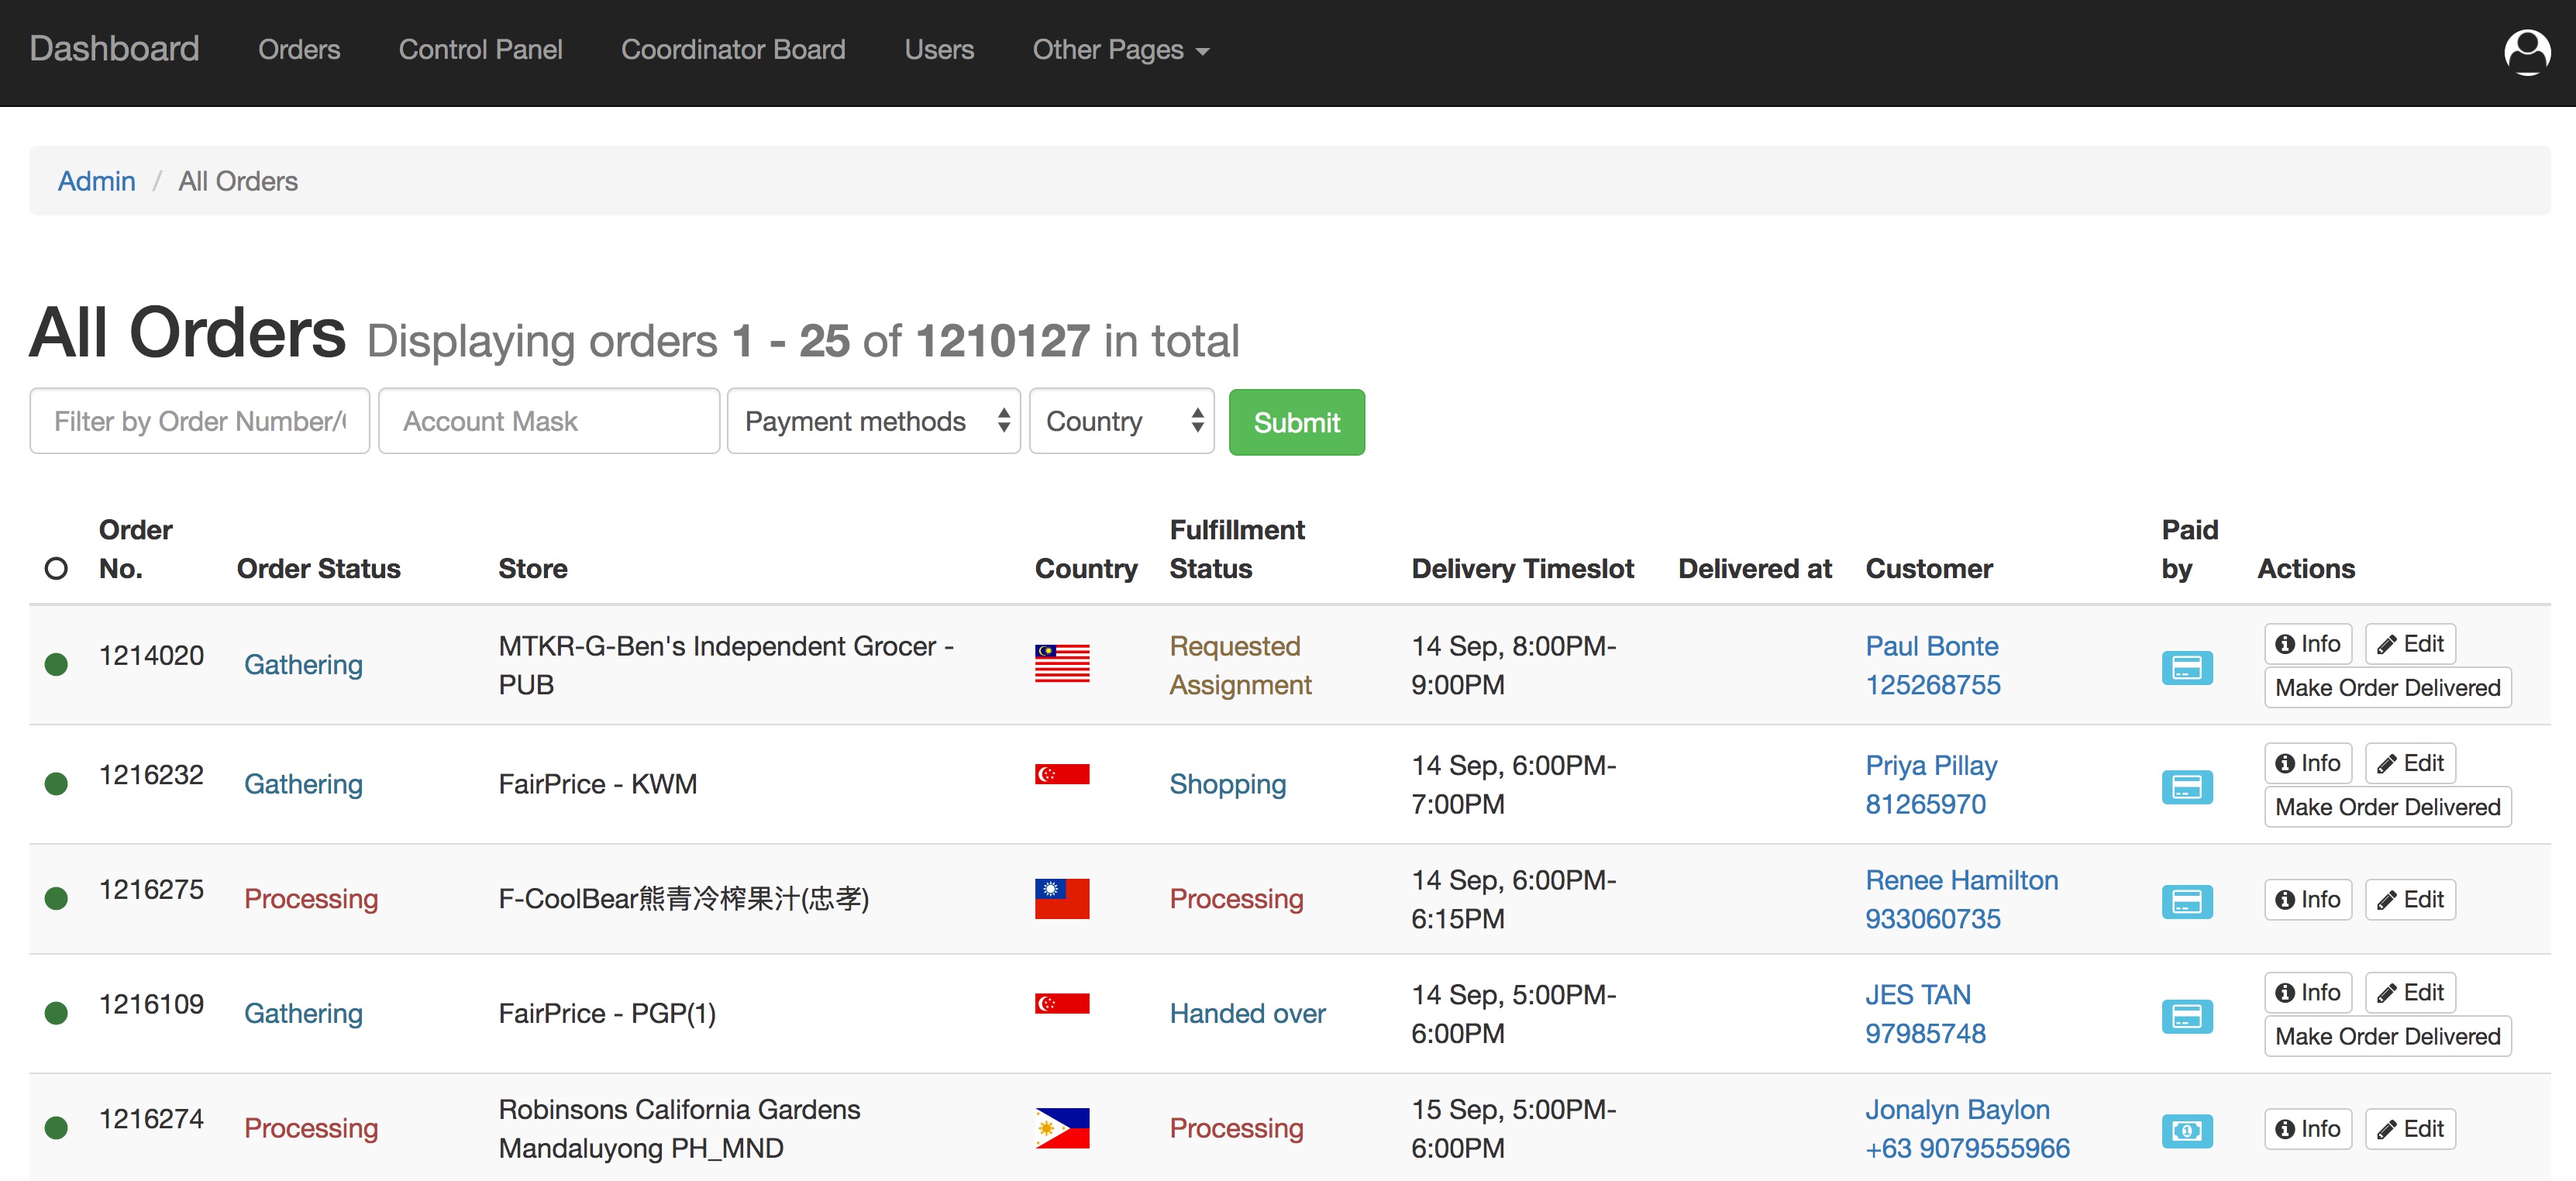 Dashboard Orders Control Panel Coordinator Board Users Other Pages
Admin / All Orders
All Orders Displaying orders 1 - 25 of 1210127 in total
Filter by Order Number/ Account Mask Payment methods Country Submit
Order No. Order Status Store Country Fulfillment Status Delivery Timeslot Delivered at Customer Paid by Actions
1214020 Gathering MTKR-G-Ben's Independent Grocer - PUB Requested Assignment 14 Sep, 8:00PM-9:00PM Paul Bonte 125268755 Info Edit Make Order Delivered
1216232 Gathering FairPrice - KWM Shopping 14 Sep, 6:00PM-7:00PM Priya Pillay 81265970 Info Edit Make Order Delivered
1216275 Processing F-CoolBear熊青冷榨果汁(忠孝) Processing 14 Sep, 6:00PM-6:15PM Renee Hamilton 933060735 Info Edit
1216109 Gathering FairPrice - PGP(1) Handed over 14 Sep, 5:00PM-6:00PM JES TAN 97985748 Info Edit Make Order Delivered
1216274 Processing Robinsons California Gardens Mandaluyong PH_MND Processing 15 Sep, 5:00PM-6:00PM Jonalyn Baylon +63 9079555966 Info Edit